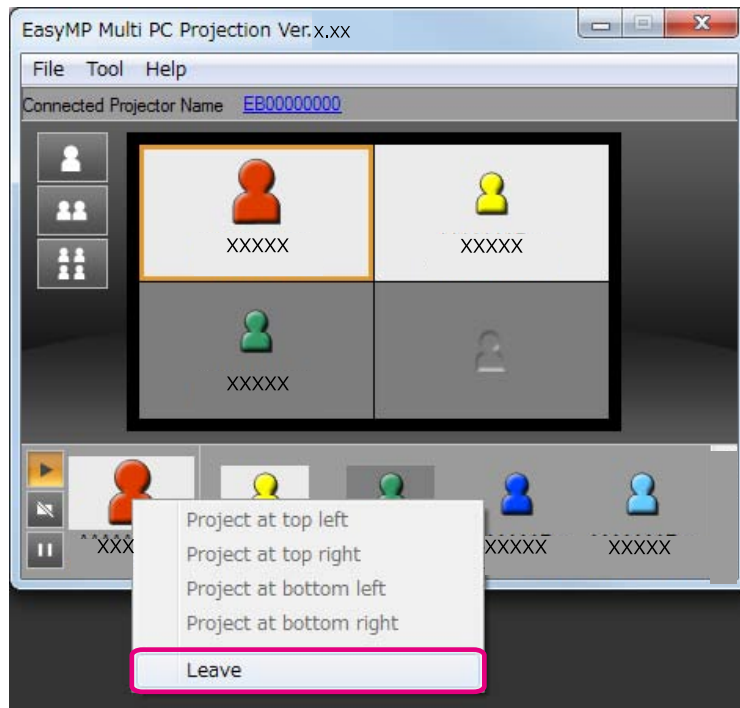 EasyMP Multi PC Projection Ver.x.xx
File Tool Help
Connected Projector Name EB00000000
XXXXX XXXXX
XXXXX
XXX XXXXX XXXXX
Project at top left
Project at top right
Project at bottom left
Project at bottom right
Leave